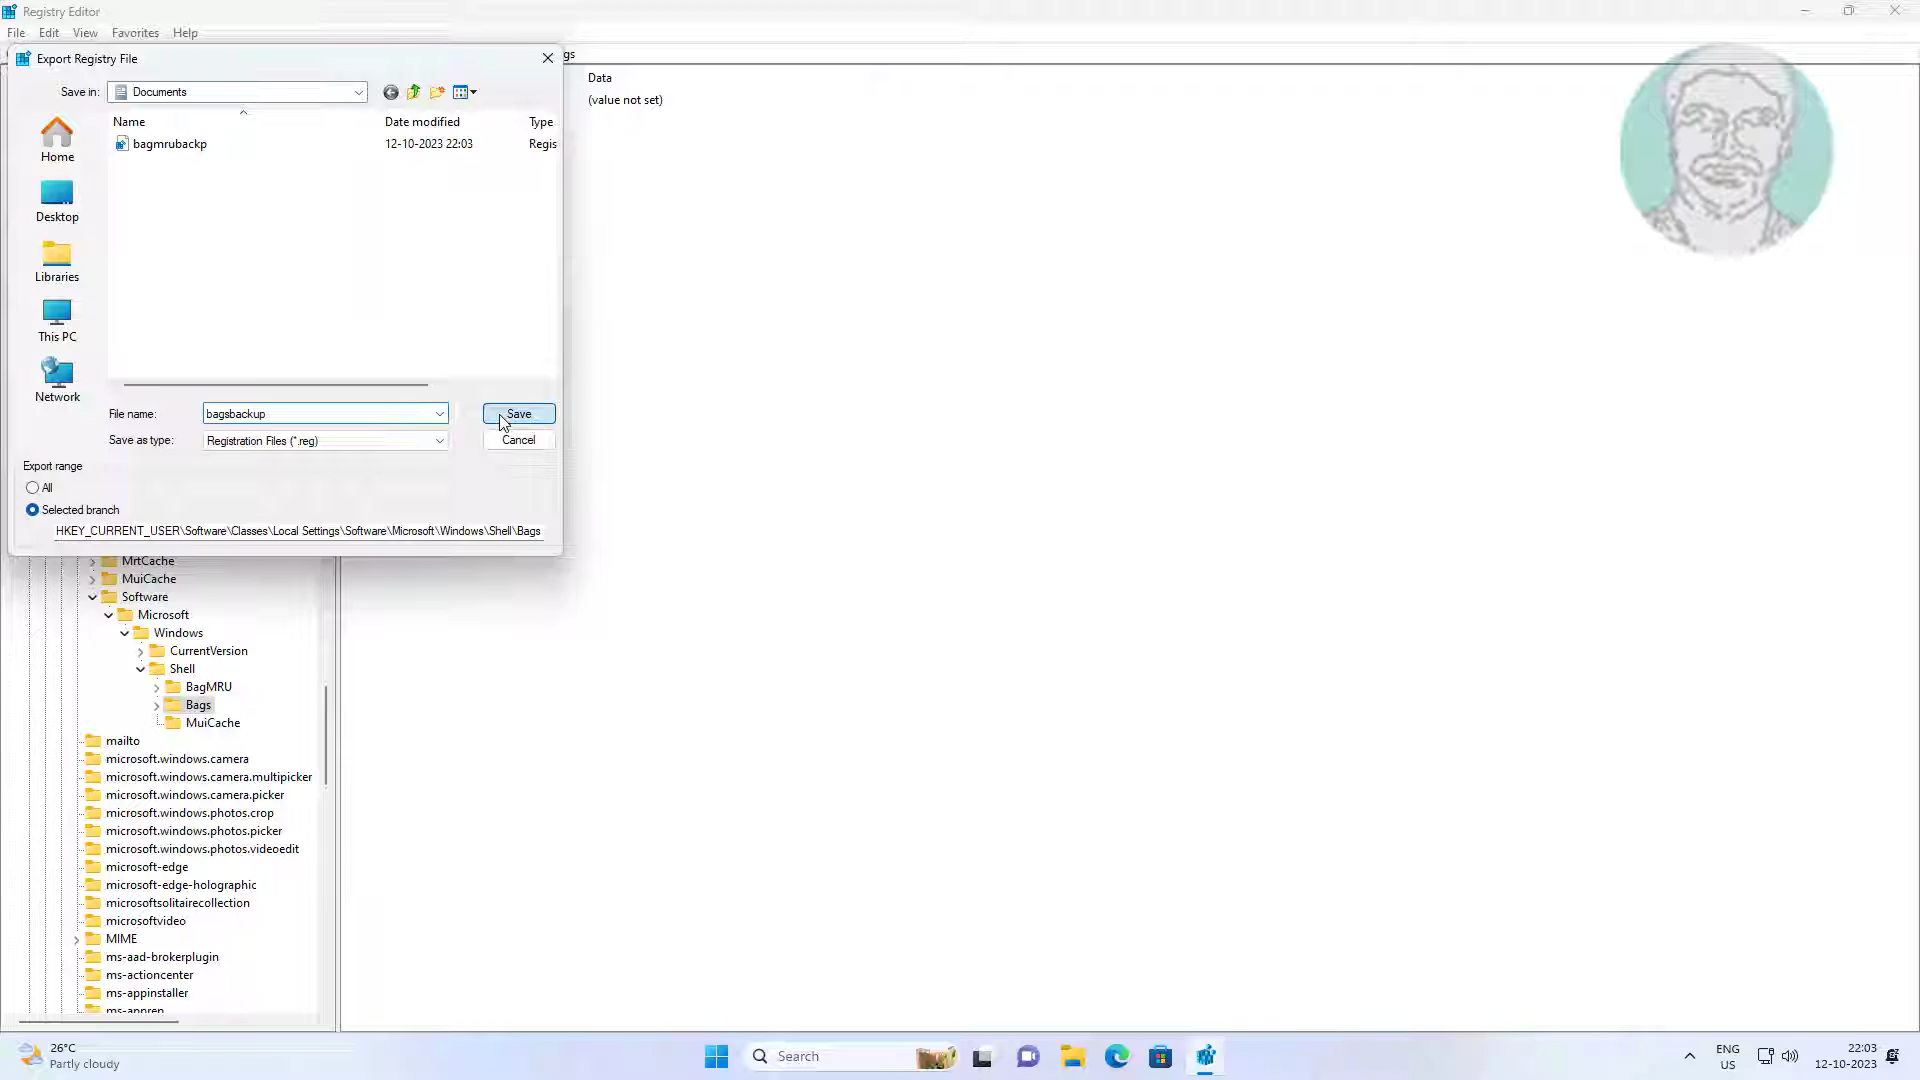 Registry Editor
File Edit View Favorites Help
Export Registry File
gs
Save in: Documents
Data
(value not set)
Name Date modified Type
bagmrubackp 12-10-2023 22:03 Regis
Home
Desktop
Libraries
This PC
Network
File name: bagsbackup Save
Save as type: Registration Files (*.reg) Cancel
Export range
All
Selected branch
HKEY_CURRENT_USER\Software\Classes\Local Settings\Software\Microsoft\Windows\Shell\Bags
MrtCache
MuiCache
Software
Microsoft
Windows
CurrentVersion
Shell
BagMRU
Bags
MuiCache
mailto
microsoft.windows.camera
microsoft.windows.camera.multipicker
microsoft.windows.camera.picker
microsoft.windows.photos.crop
microsoft.windows.photos.picker
microsoft.windows.photos.videoedit
microsoft-edge
microsoft-edge-holographic
microsoftsolitairecollection
microsoftvideo
MIME
ms-aad-brokerplugin
ms-actioncenter
ms-appinstaller
ms-apprep
26°C
Partly cloudy
Search
ENG
US
22:03
12-10-2023